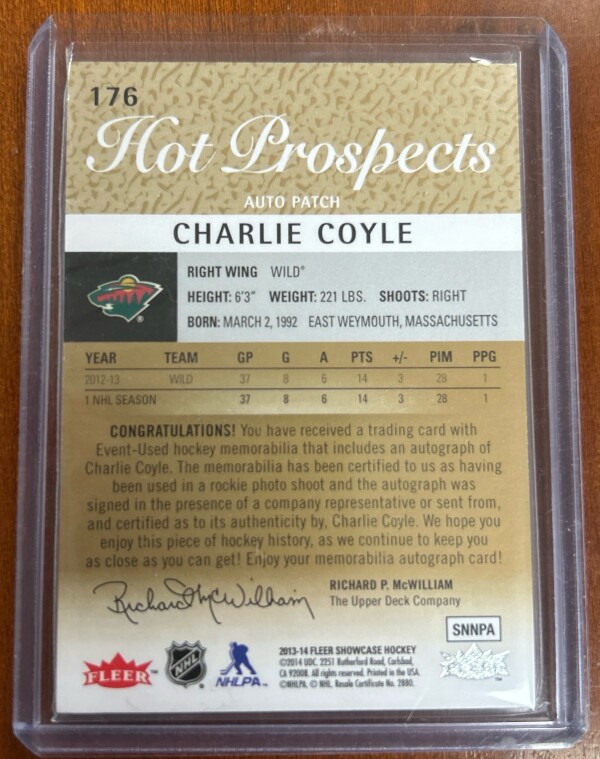 176
Hot Prospects
AUTO PATCH
CHARLIE COYLE
RIGHT WING WILD®
HEIGHT: 6'3" WEIGHT: 221 LBS. SHOOTS: RIGHT
BORN: MARCH 2, 1992 EAST WEYMOUTH, MASSACHUSETTS
YEAR TEAM GP G A PTS +/- PIM PPG
2012-13 WILD 37 8 6 14 3 28 1
1 NHL SEASON 37 8 6 14 3 28 1
CONGRATULATIONS! You have received a trading card with
Event-Used hockey memorabilia that includes an autograph of
Charlie Coyle. The memorabilia has been certified to us as having
been used in a rookie photo shoot and the autograph was
signed in the presence of a company representative or sent from,
and certified as to its authenticity by, Charlie Coyle. We hope you
enjoy this piece of hockey history, as we continue to keep you
as close as you can get! Enjoy your memorabilia autograph card!
Richard P. McWilliam
RICHARD P. McWILLIAM
The Upper Deck Company
SNNPA
FLEER™
NHL
NHLPA™
2013-14 FLEER SHOWCASE HOCKEY
©2014 UDC. 2251 Rutherford Road, Carlsbad,
CA 92008. All rights reserved. Printed in the USA.
©NHLPA. © NHL. Resale Certificate No. 2880.